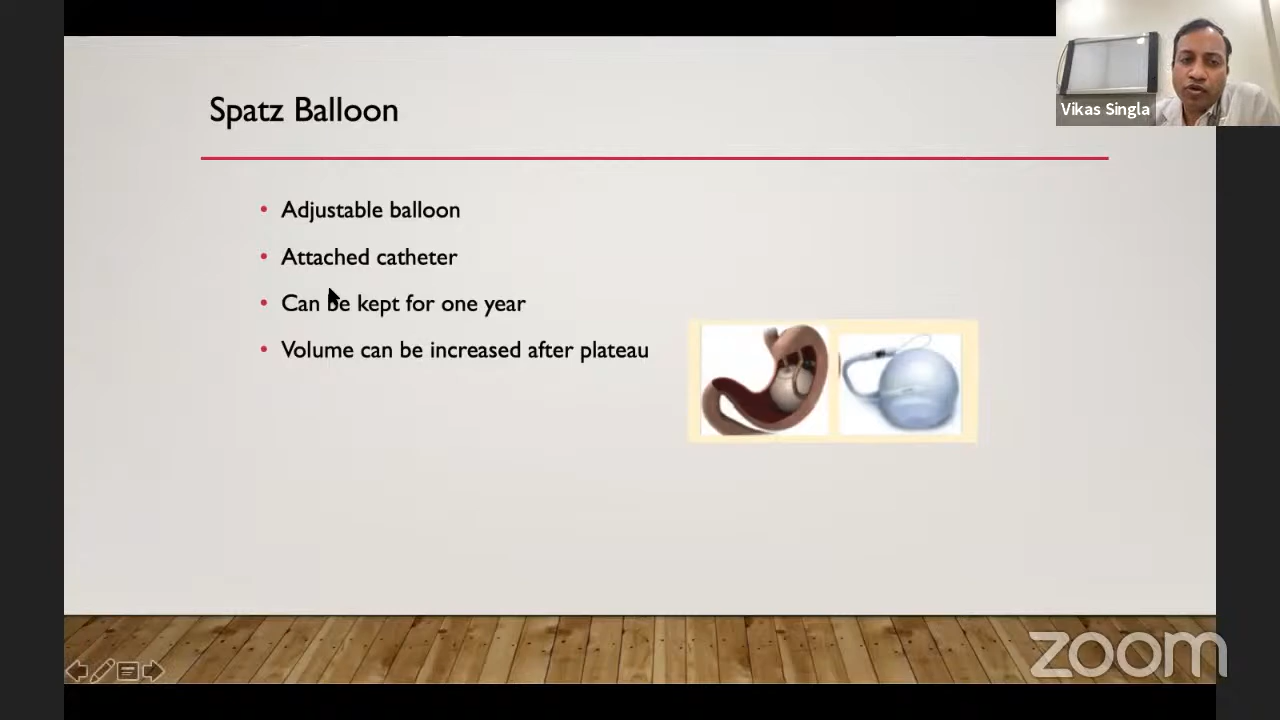 Spatz Balloon
Vikas Singla
• Adjustable balloon
• Attached catheter
• Can be kept for one year
• Volume can be increased after plateau
zoom